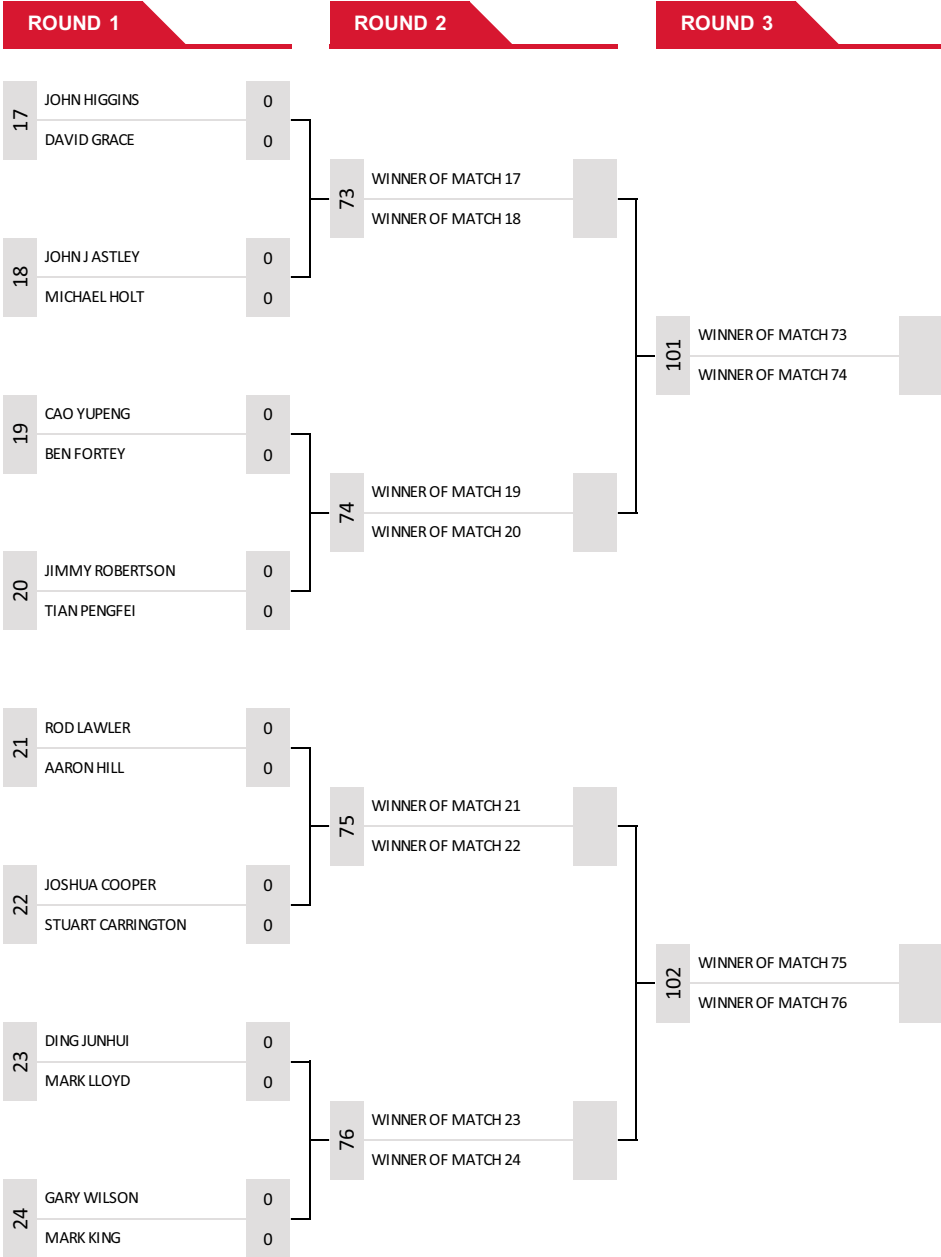 ROUND 1
ROUND 2
ROUND 3
17
JOHN HIGGINS 0
DAVID GRACE 0
73
WINNER OF MATCH 17
WINNER OF MATCH 18
18
JOHN J ASTLEY 0
MICHAEL HOLT 0
101
WINNER OF MATCH 73
WINNER OF MATCH 74
19
CAO YUPENG 0
BEN FORTEY 0
74
WINNER OF MATCH 19
WINNER OF MATCH 20
20
JIMMY ROBERTSON 0
TIAN PENGFEI 0
21
ROD LAWLER 0
AARON HILL 0
75
WINNER OF MATCH 21
WINNER OF MATCH 22
22
JOSHUA COOPER 0
STUART CARRINGTON 0
102
WINNER OF MATCH 75
WINNER OF MATCH 76
23
DING JUNHUI 0
MARK LLOYD 0
76
WINNER OF MATCH 23
WINNER OF MATCH 24
24
GARY WILSON 0
MARK KING 0